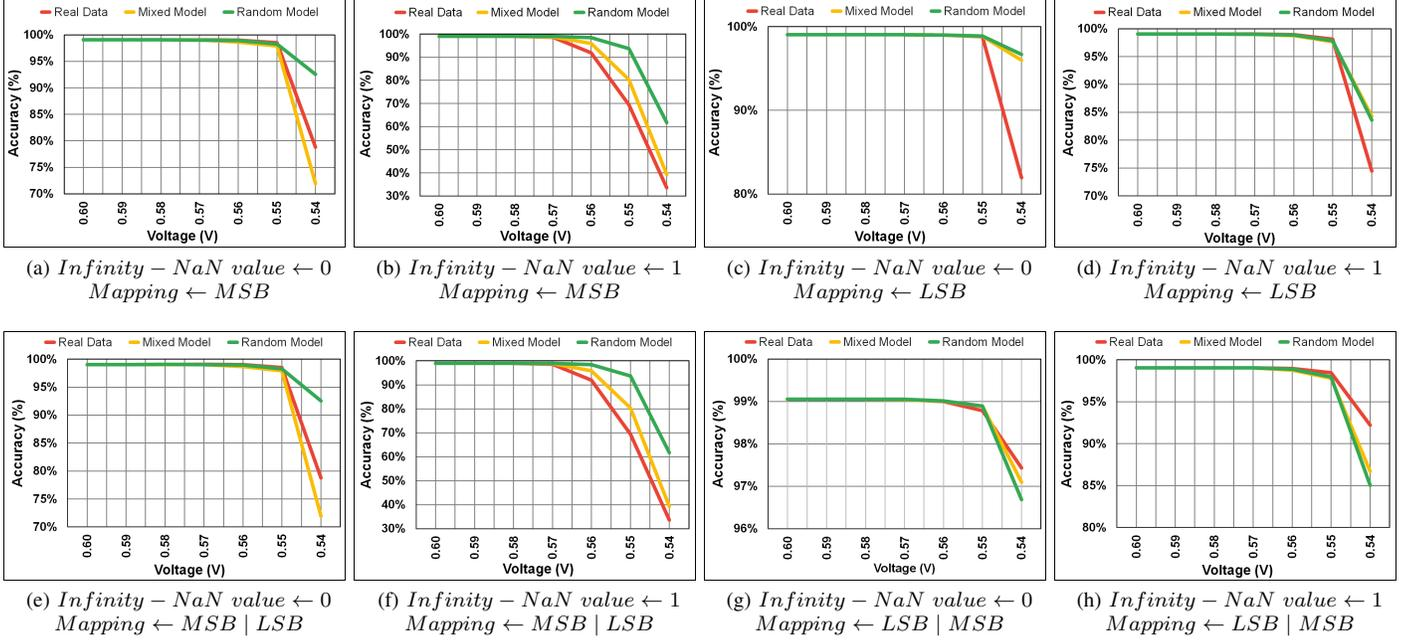 Real Data Mixed Model Random Model
Accuracy (%)
100%
95%
90%
85%
80%
75%
70%
0.60 0.59 0.58 0.57 0.56 0.55 0.54
Voltage (V)
(a) Infinity − NaN value ← 0
Mapping ← MSB
Real Data Mixed Model Random Model
Accuracy (%)
100%
90%
80%
70%
60%
50%
40%
30%
0.60 0.59 0.58 0.57 0.56 0.55 0.54
Voltage (V)
(b) Infinity − NaN value ← 1
Mapping ← MSB
Real Data Mixed Model Random Model
Accuracy (%)
100%
90%
80%
0.60 0.59 0.58 0.57 0.56 0.55 0.54
Voltage (V)
(c) Infinity − NaN value ← 0
Mapping ← LSB
Real Data Mixed Model Random Model
Accuracy (%)
100%
95%
90%
85%
80%
75%
70%
0.60 0.59 0.58 0.57 0.56 0.55 0.54
Voltage (V)
(d) Infinity − NaN value ← 1
Mapping ← LSB
Real Data Mixed Model Random Model
Accuracy (%)
100%
95%
90%
85%
80%
75%
70%
0.60 0.59 0.58 0.57 0.56 0.55 0.54
Voltage (V)
(e) Infinity − NaN value ← 0
Mapping ← MSB | LSB
Real Data Mixed Model Random Model
Accuracy (%)
100%
90%
80%
70%
60%
50%
40%
30%
0.60 0.59 0.58 0.57 0.56 0.55 0.54
Voltage (V)
(f) Infinity − NaN value ← 1
Mapping ← MSB | LSB
Real Data Mixed Model Random Model
Accuracy (%)
100%
99%
98%
97%
96%
0.60 0.59 0.58 0.57 0.56 0.55 0.54
Voltage (V)
(g) Infinity − NaN value ← 0
Mapping ← LSB | MSB
Real Data Mixed Model Random Model
Accuracy (%)
100%
95%
90%
85%
80%
0.60 0.59 0.58 0.57 0.56 0.55 0.54
Voltage (V)
(h) Infinity − NaN value ← 1
Mapping ← LSB | MSB